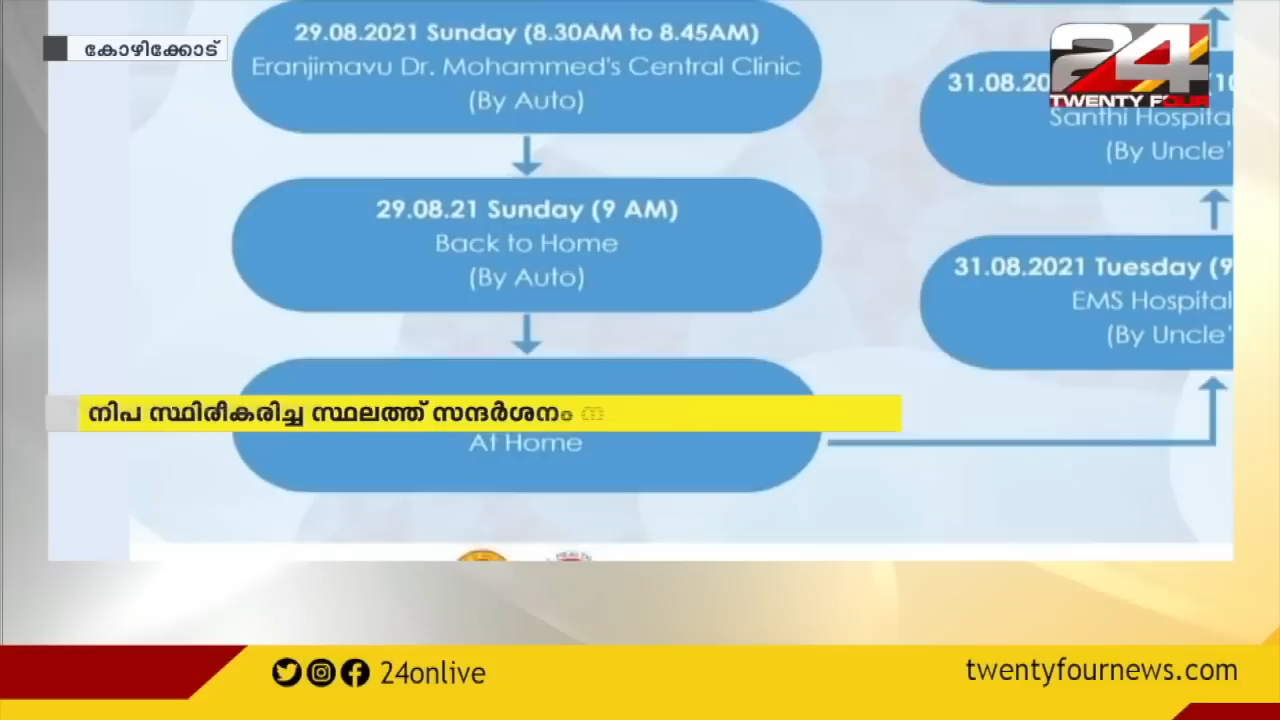 കോഴിക്കോട്
29.08.2021 Sunday (8.30AM to 8.45AM)
Eranjimavu Dr. Mohammed's Central Clinic
(By Auto)
29.08.21 Sunday (9 AM)
Back to Home
(By Auto)
നിപ സ്ഥിരീകരിച്ച സ്ഥലത്ത് സന്ദർശനം
At Home
24
TWENTY FOUR
31.08.20
Santhi Hospital
(By Uncle'
31.08.2021 Tuesday (9
EMS Hospital
(By Uncle'
24onlive
twentyfournews.com